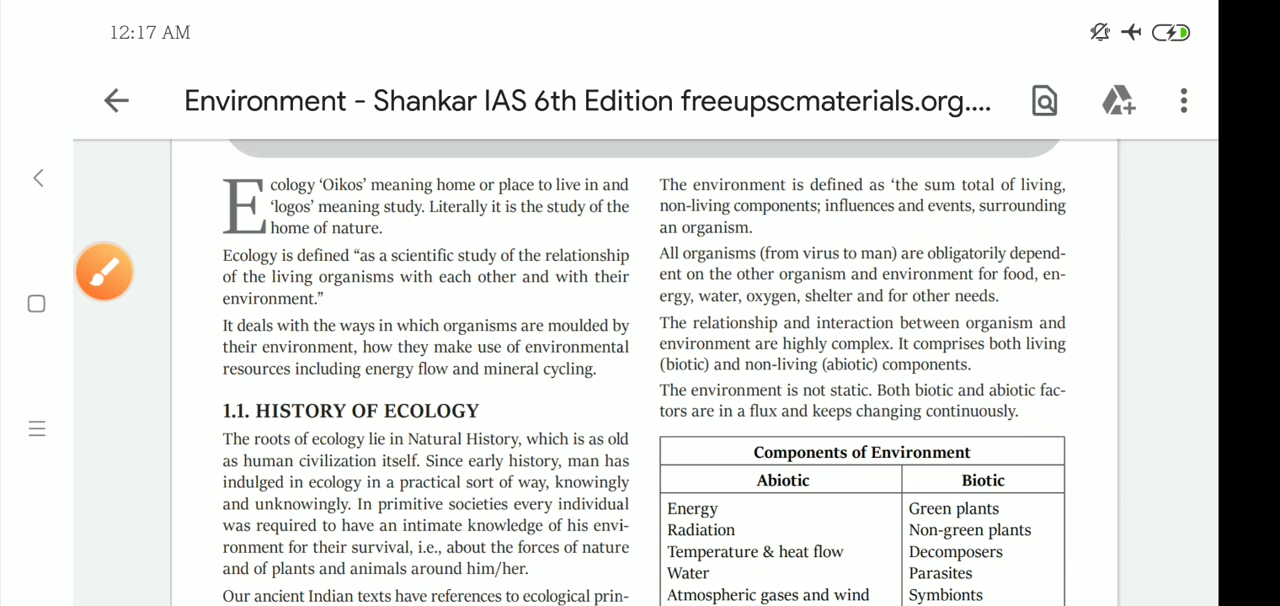 12:17 AM
Environment - Shankar IAS 6th Edition freeupscmaterials.org....
Ecology ‘Oikos’ meaning home or place to live in and
‘logos’ meaning study. Literally it is the study of the
home of nature.
Ecology is defined “as a scientific study of the relationship
of the living organisms with each other and with their
environment.”
It deals with the ways in which organisms are moulded by
their environment, how they make use of environmental
resources including energy flow and mineral cycling.
1.1. HISTORY OF ECOLOGY
The roots of ecology lie in Natural History, which is as old
as human civilization itself. Since early history, man has
indulged in ecology in a practical sort of way, knowingly
and unknowingly. In primitive societies every individual
was required to have an intimate knowledge of his envi-
ronment for their survival, i.e., about the forces of nature
and of plants and animals around him/her.
Our ancient Indian texts have references to ecological prin-
The environment is defined as ‘the sum total of living,
non-living components; influences and events, surrounding
an organism.
All organisms (from virus to man) are obligatorily depend-
ent on the other organism and environment for food, en-
ergy, water, oxygen, shelter and for other needs.
The relationship and interaction between organism and
environment are highly complex. It comprises both living
(biotic) and non-living (abiotic) components.
The environment is not static. Both biotic and abiotic fac-
tors are in a flux and keeps changing continuously.
Components of Environment
Abiotic Biotic
Energy Green plants
Radiation Non-green plants
Temperature & heat flow Decomposers
Water Parasites
Atmospheric gases and wind Symbionts